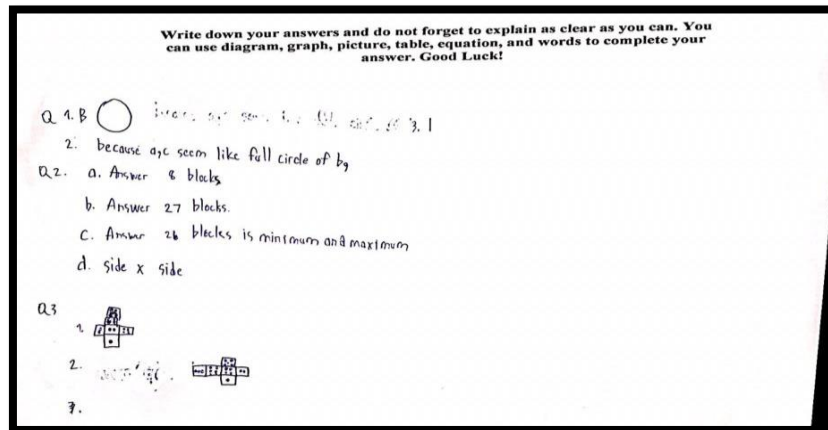 Write down your answers and do not forget to explain as clear as you can. You
can use diagram, graph, picture, table, equation, and words to complete your
answer. Good Luck!
Q 1. B 3. 1
2. because a,c seem like full circle of b,
Q2. a. Answer 8 blocks
b. Answer 27 blocks.
C. Answer 26 blocks is minimum and maximum
d. side x side
Q3
1.
2.
3.